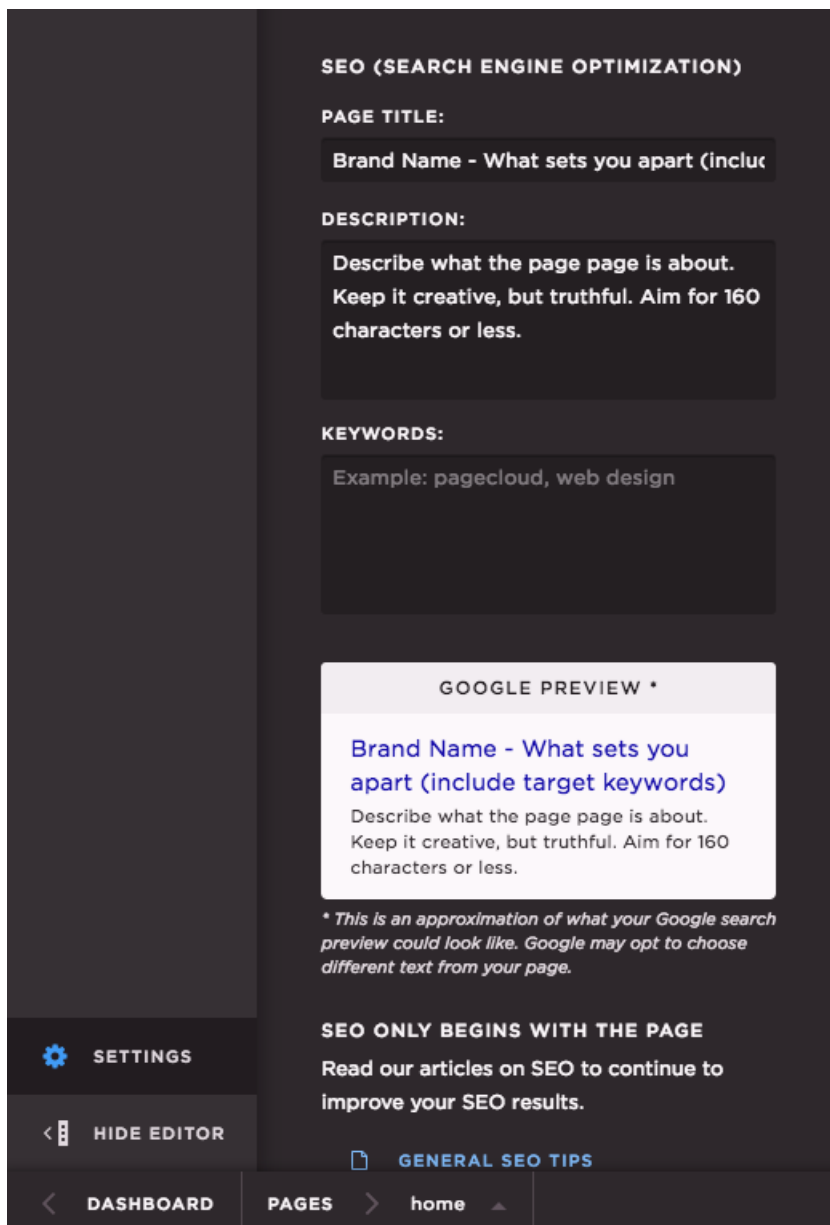 SEO (SEARCH ENGINE OPTIMIZATION)
PAGE TITLE:
Brand Name - What sets you apart (includ
DESCRIPTION:
Describe what the page page is about.
Keep it creative, but truthful. Aim for 160
characters or less.
KEYWORDS:
Example: pagecloud, web design
GOOGLE PREVIEW *
Brand Name - What sets you
apart (include target keywords)
Describe what the page page is about.
Keep it creative, but truthful. Aim for 160
characters or less.
* This is an approximation of what your Google search
preview could look like. Google may opt to choose
different text from your page.
SEO ONLY BEGINS WITH THE PAGE
Read our articles on SEO to continue to
improve your SEO results.
GENERAL SEO TIPS
SETTINGS
HIDE EDITOR
DASHBOARD PAGES home